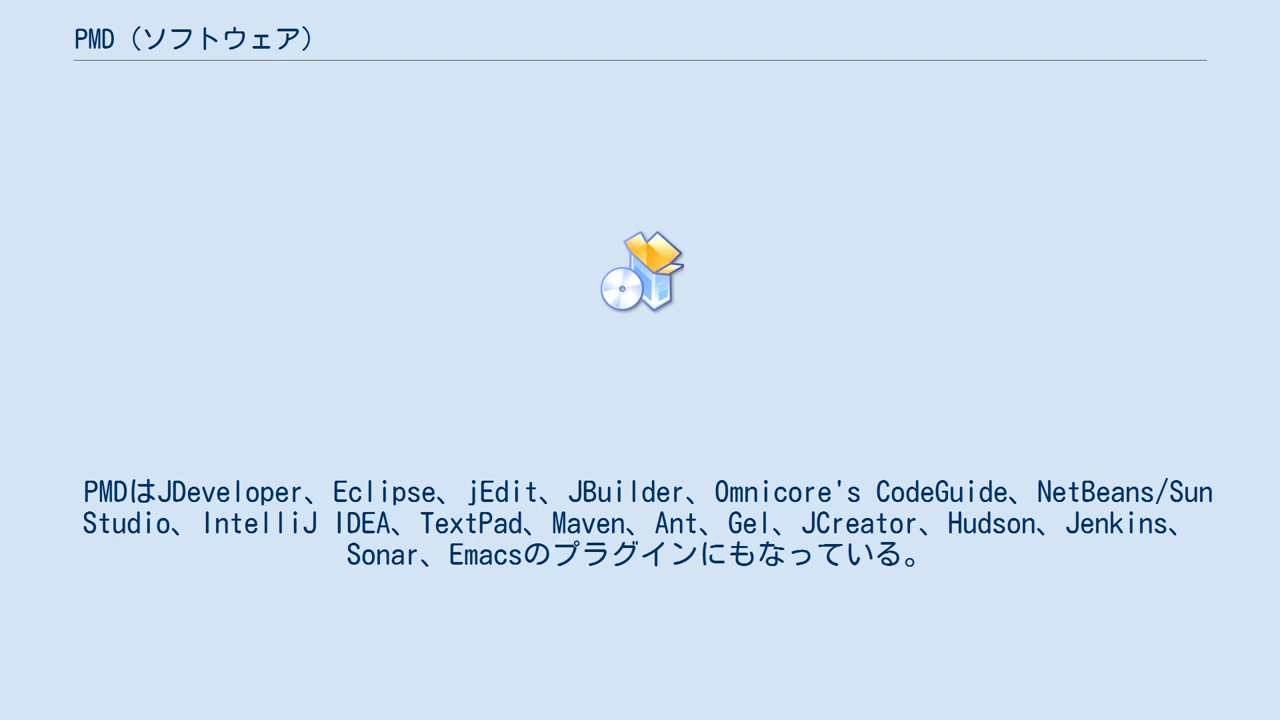 PMD（ソフトウェア）
PMDはJDeveloper、Eclipse、jEdit、JBuilder、Omnicore's CodeGuide、NetBeans/Sun
Studio、IntelliJ IDEA、TextPad、Maven、Ant、Gel、JCreator、Hudson、Jenkins、
Sonar、Emacsのプラグインにもなっている。